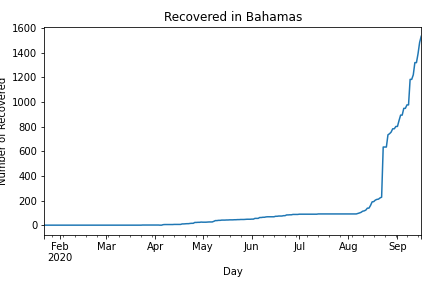 Recovered in Bahamas
Number of Recovered
1600
1400
1200
1000
800
600
400
200
0
Feb Mar Apr May Jun Jul Aug Sep
2020
Day